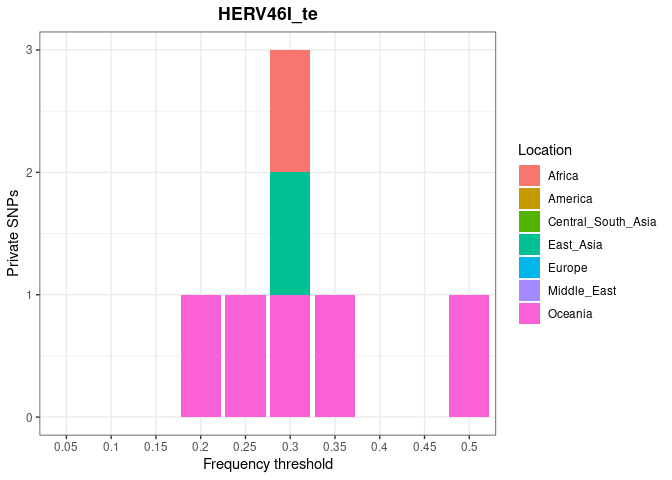 HERV46I_te
Private SNPs
3
2
1
0
0.05 0.1 0.15 0.2 0.25 0.3 0.35 0.4 0.45 0.5
Frequency threshold
Location
Africa
America
Central_South_Asia
East_Asia
Europe
Middle_East
Oceania